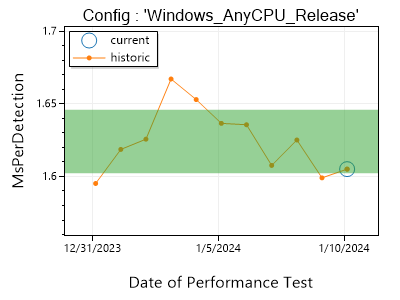 Config : 'Windows_AnyCPU_Release'
current
historic
1.7
1.65
1.6
MsPerDetection
12/31/2023
1/5/2024
1/10/2024
Date of Performance Test